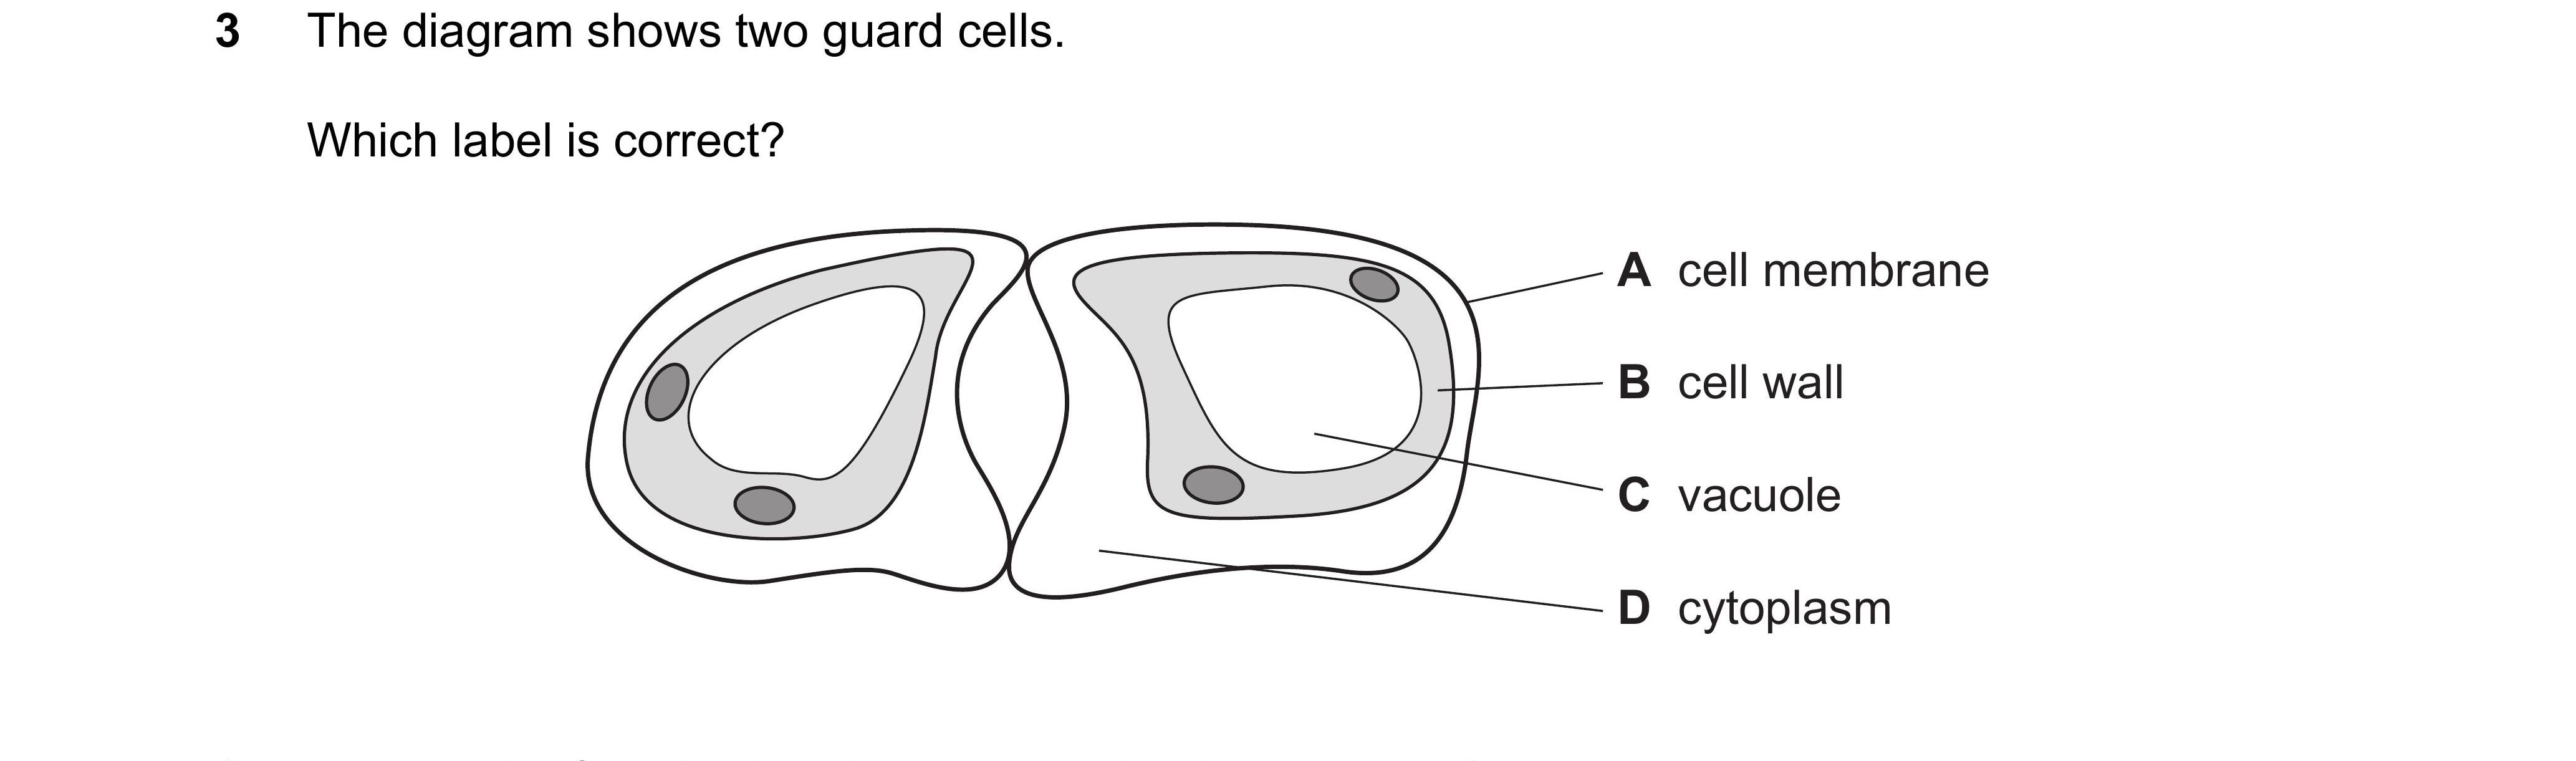 3 The diagram shows two guard cells.
Which label is correct?
A cell membrane
B cell wall
C vacuole
D cytoplasm